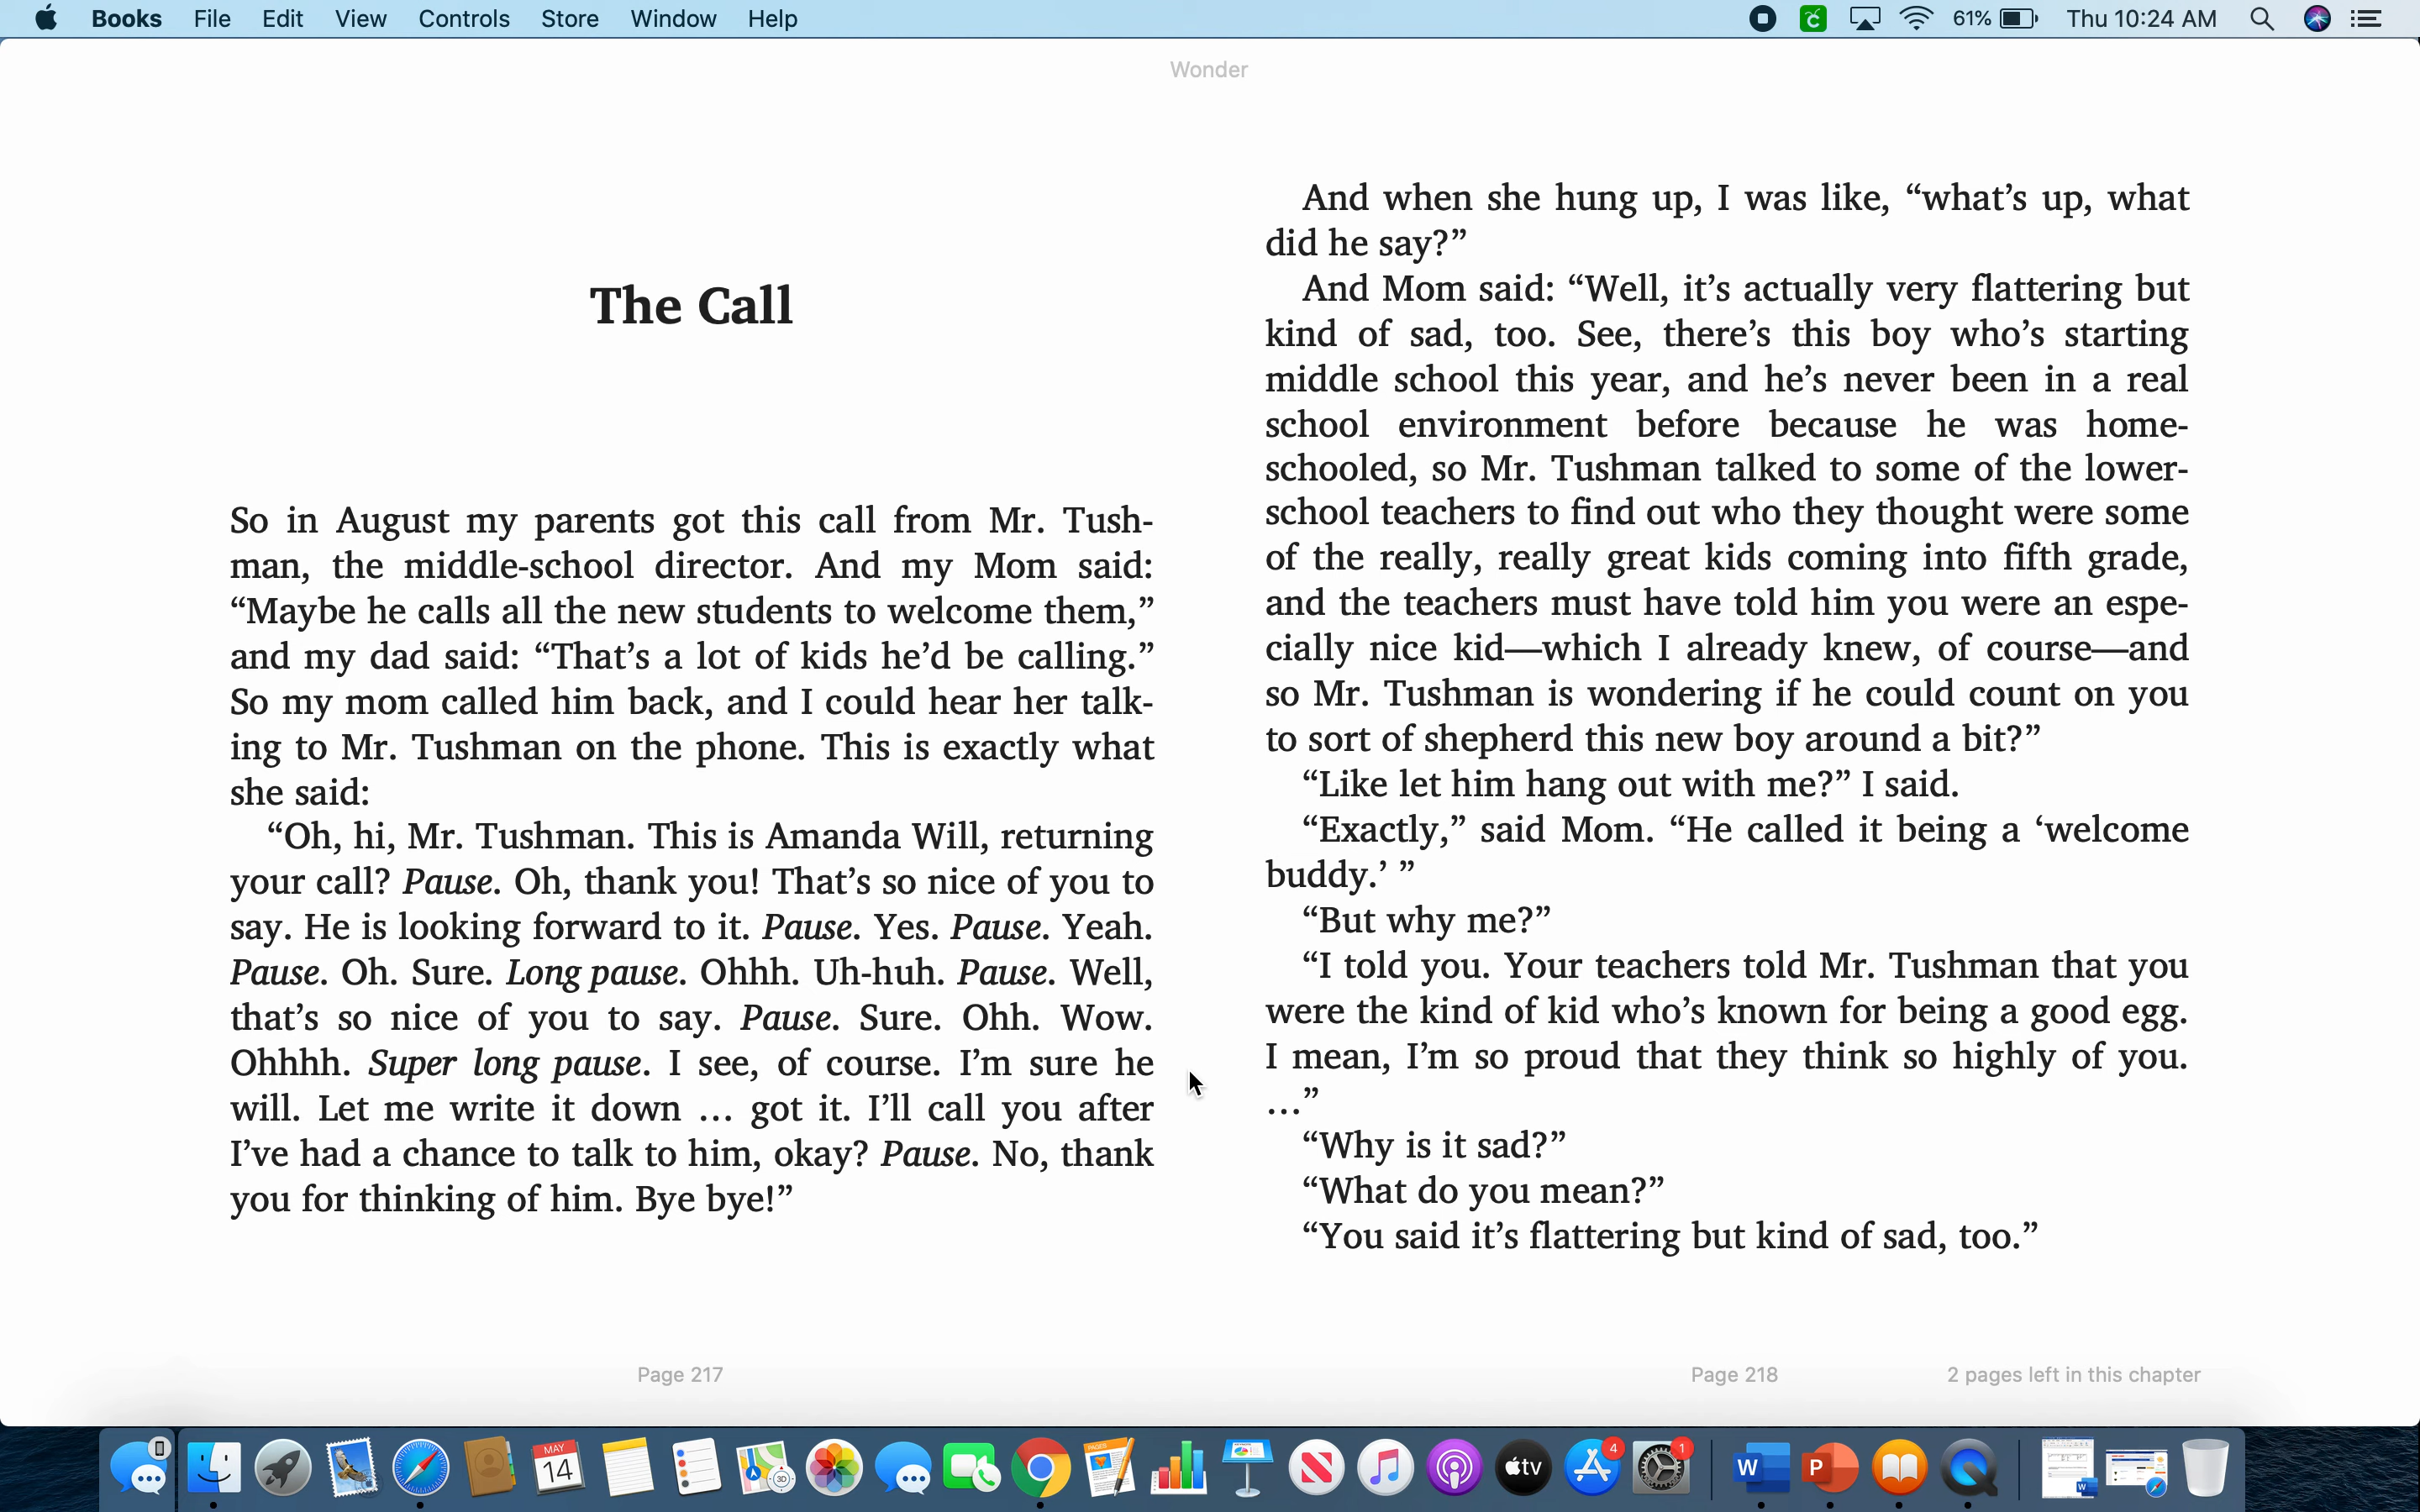 Books File Edit View Controls Store Window Help 61% Thu 10:24 AM
Wonder
The Call
So in August my parents got this call from Mr. Tush-
man, the middle-school director. And my Mom said:
“Maybe he calls all the new students to welcome them,”
and my dad said: “That’s a lot of kids he’d be calling.”
So my mom called him back, and I could hear her talk-
ing to Mr. Tushman on the phone. This is exactly what
she said:
“Oh, hi, Mr. Tushman. This is Amanda Will, returning
your call? Pause. Oh, thank you! That’s so nice of you to
say. He is looking forward to it. Pause. Yes. Pause. Yeah.
Pause. Oh. Sure. Long pause. Ohhh. Uh-huh. Pause. Well,
that’s so nice of you to say. Pause. Sure. Ohh. Wow.
Ohhhh. Super long pause. I see, of course. I’m sure he
will. Let me write it down … got it. I’ll call you after
I’ve had a chance to talk to him, okay? Pause. No, thank
you for thinking of him. Bye bye!”
And when she hung up, I was like, “what’s up, what
did he say?”
And Mom said: “Well, it’s actually very flattering but
kind of sad, too. See, there’s this boy who’s starting
middle school this year, and he’s never been in a real
school environment before because he was home-
schooled, so Mr. Tushman talked to some of the lower-
school teachers to find out who they thought were some
of the really, really great kids coming into fifth grade,
and the teachers must have told him you were an espe-
cially nice kid—which I already knew, of course—and
so Mr. Tushman is wondering if he could count on you
to sort of shepherd this new boy around a bit?”
“Like let him hang out with me?” I said.
“Exactly,” said Mom. “He called it being a ‘welcome
buddy.’ ”
“But why me?”
“I told you. Your teachers told Mr. Tushman that you
were the kind of kid who’s known for being a good egg.
I mean, I’m so proud that they think so highly of you.
…”
“Why is it sad?”
“What do you mean?”
“You said it’s flattering but kind of sad, too.”
Page 217
Page 218
2 pages left in this chapter
MAY
14
3D
PAGES
tv
4
1
W
P
W